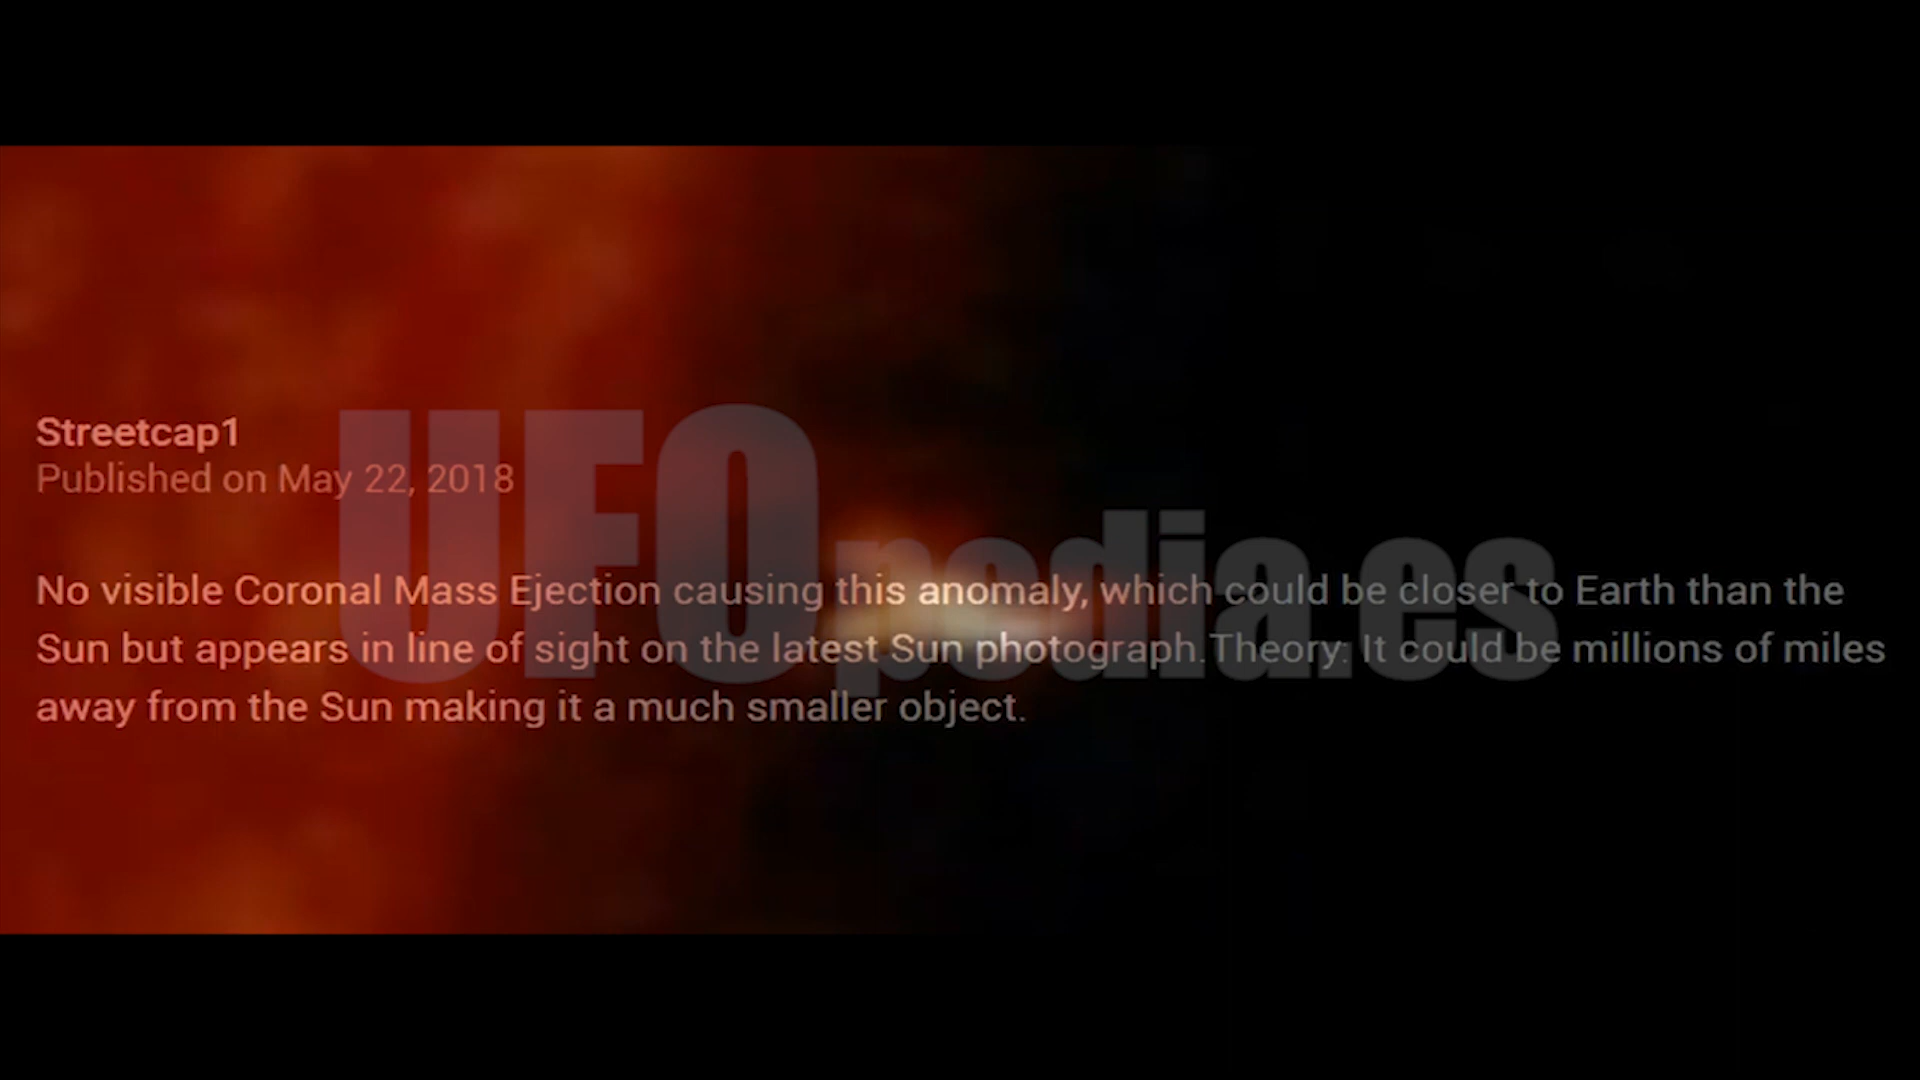 Streetcap1
Published on May 22, 2018
UFOpedia.es
No visible Coronal Mass Ejection causing this anomaly, which could be closer to Earth than the
Sun but appears in line of sight on the latest Sun photograph.Theory: It could be millions of miles
away from the Sun making it a much smaller object.